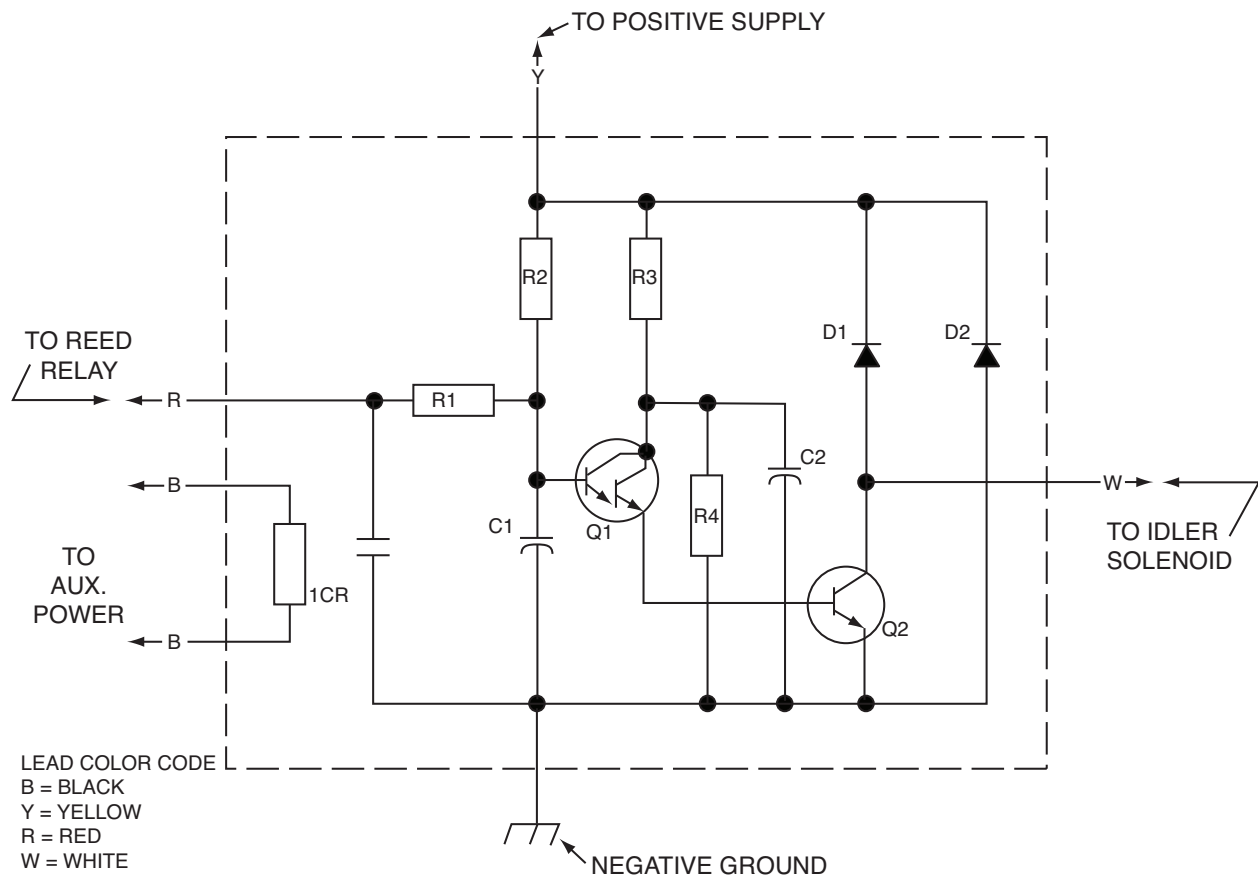 TO POSITIVE SUPPLY
Y
R2
R3
D1
D2
TO REED
RELAY
R
R1
B
C2
W
C1
Q1
R4
TO IDLER
SOLENOID
TO
AUX.
POWER
1CR
B
Q2
LEAD COLOR CODE
B = BLACK
Y = YELLOW
R = RED
W = WHITE
NEGATIVE GROUND